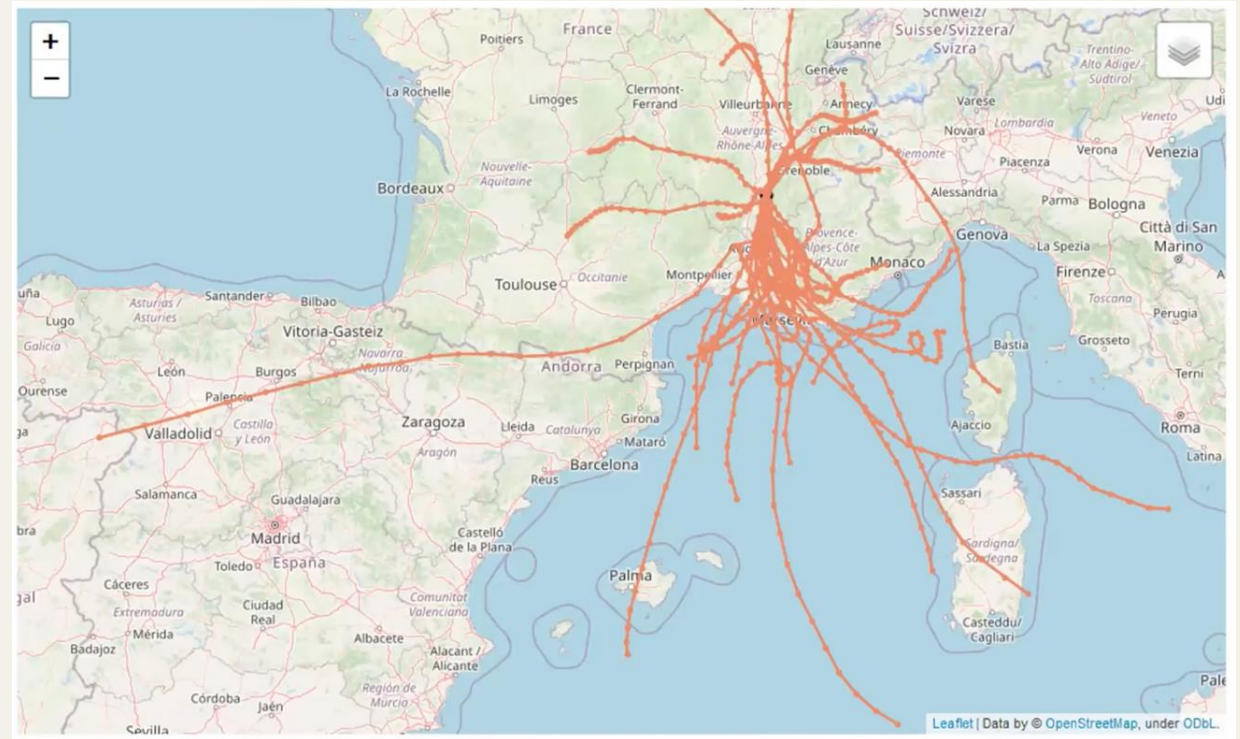 +
−
Schweiz/
Suisse/Svizzera/
Svizra
Poitiers
France
Lausanne
Trentino-
Alto Adige/
Südtirol
Genève
La Rochelle
Limoges
Clermont-
Ferrand
Villeurbanne
Annecy
Varese
Udi
Lombardia
Veneto
Auvergne-
Rhône-Alpes
Chambéry
Novara
Verona
Venezia
Piemonte
Piacenza
Nouvelle-
Aquitaine
Grenoble
Bordeaux
Alessandria
Parma
Bologna
Provence-
Alpes-Côte
d'Azur
Genova
Città di San
Marino
La Spezia
Monaco
Firenze
Montpellier
Toulouse
Occitanie
Santander
Bilbao
Asturias /
Asturies
Toscana
Perugia
uña
Lugo
Vitoria-Gasteiz
Marseille
Grosseto
Bastia
Galicia
Navarra
Nafarroa
León
Burgos
Andorra
Perpignan
Terni
Ourense
Palencia
Valladolid
Castilla
y León
Zaragoza
Lleida
Catalunya
Girona
Ajaccio
Roma
ga
Mataró
Aragón
Barcelona
Latina
Reus
Salamanca
Guadalajara
Sassari
bra
Madrid
Castelló
de la Plana
Sardigna/
Sardegna
Toledo
España
Palma
Cáceres
gal
Extremadura
Ciudad
Real
Comunitat
Valenciana
Casteddu/
Cagliari
Mérida
Albacete
Badajoz
Alacant /
Alicante
Pale
Córdoba
Jaén
Región de
Murcia
Sevilla
Leaflet | Data by © OpenStreetMap, under ODbL.